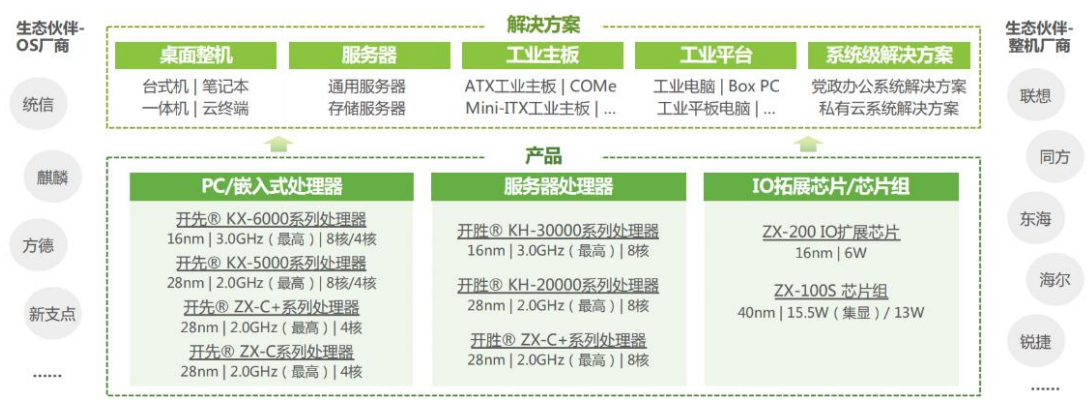 生态伙伴-
OS厂商
统信
麒麟
方德
新支点
......
解决方案
桌面整机
台式机 | 笔记本
一体机 | 云终端
服务器
通用服务器
存储服务器
工业主板
ATX工业主板 | COMe
Mini-ITX工业主板 | ...
工业平台
工业电脑 | Box PC
工业平板电脑 | ...
系统级解决方案
党政办公系统解决方案
私有云系统解决方案
产品
PC/嵌入式处理器
开先® KX-6000系列处理器
16nm | 3.0GHz（最高）| 8核/4核
开先® KX-5000系列处理器
28nm | 2.0GHz（最高）| 8核/4核
开先® ZX-C+系列处理器
28nm | 2.0GHz（最高）| 4核
开先® ZX-C系列处理器
28nm | 2.0GHz（最高）| 4核
服务器处理器
开胜® KH-30000系列处理器
16nm | 3.0GHz（最高）| 8核
开胜® KH-20000系列处理器
28nm | 2.0GHz（最高）| 8核
开胜® ZX-C+系列处理器
28nm | 2.0GHz（最高）| 8核
IO拓展芯片/芯片组
ZX-200 IO扩展芯片
16nm | 6W
ZX-100S 芯片组
40nm | 15.5W（集显）/ 13W
生态伙伴-
整机厂商
联想
同方
东海
海尔
锐捷
......